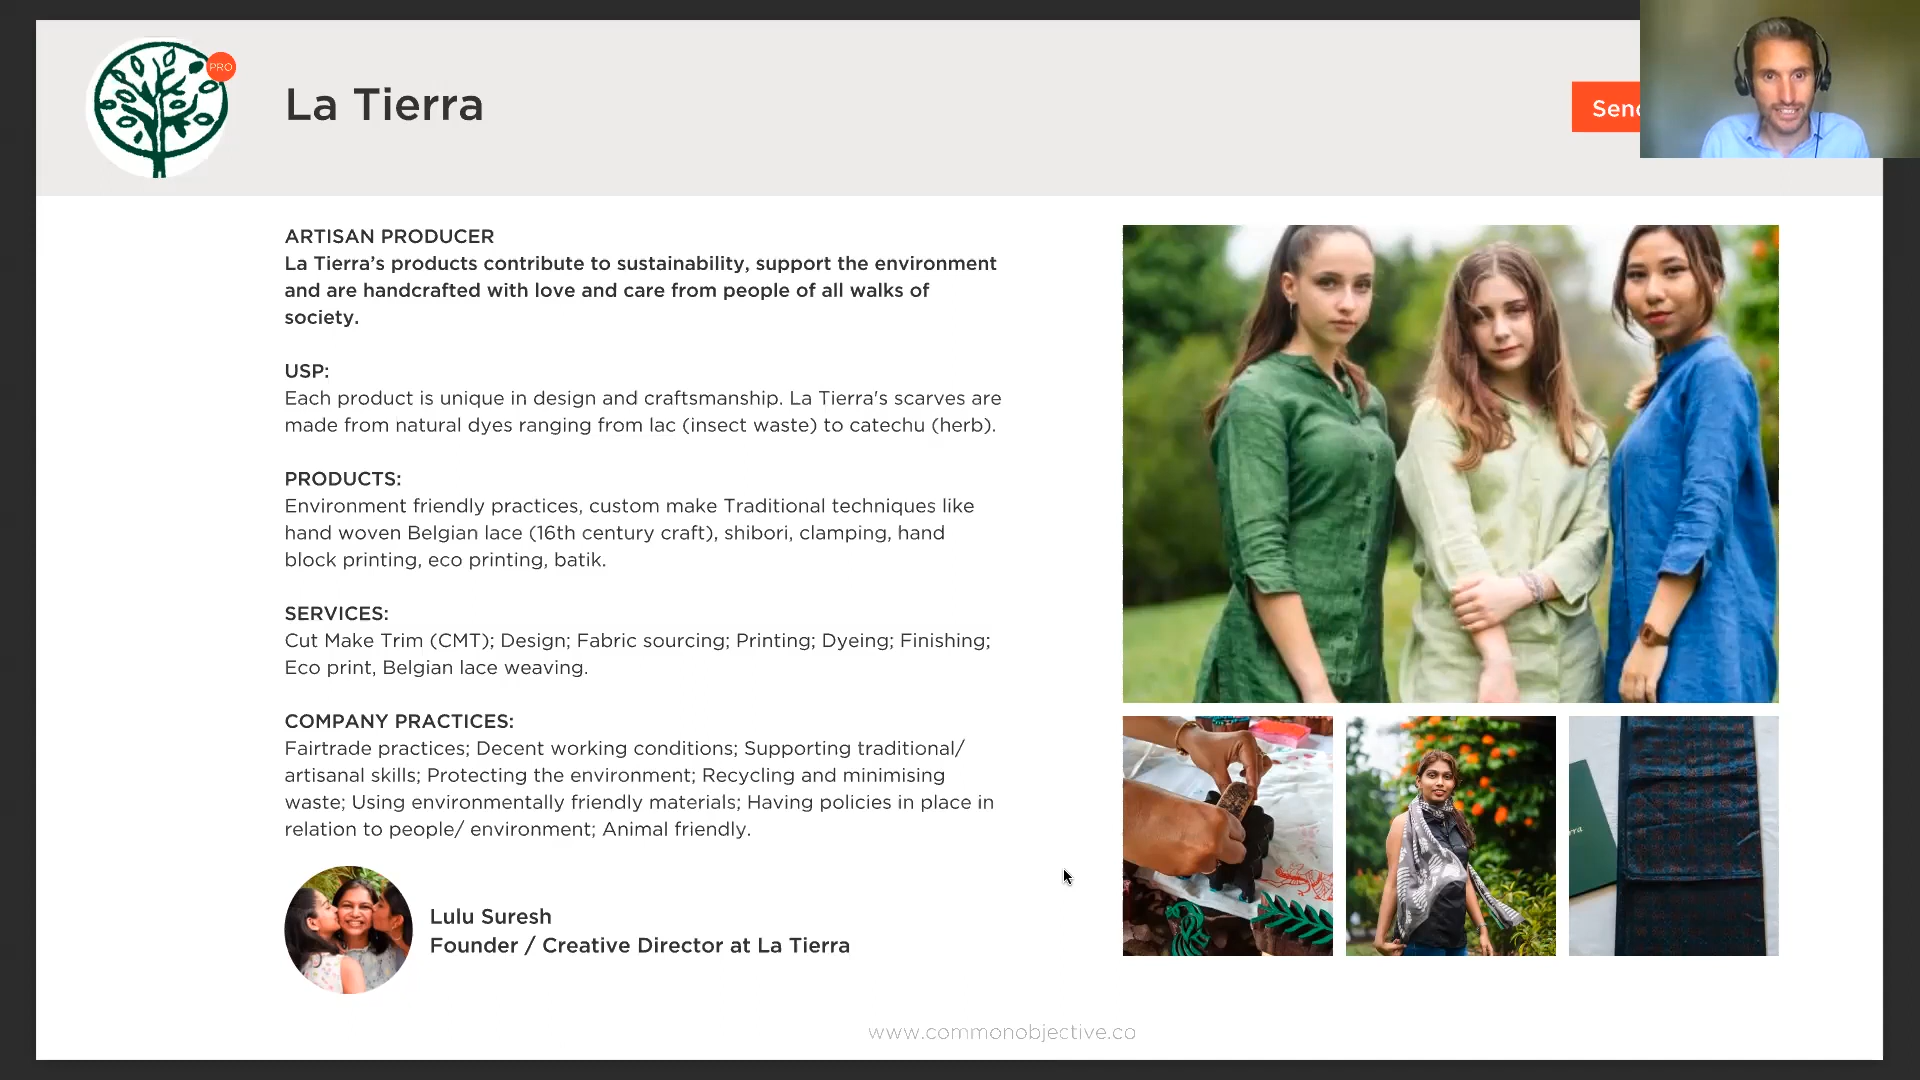 PRO
La Tierra
ARTISAN PRODUCER
La Tierra’s products contribute to sustainability, support the environment
and are handcrafted with love and care from people of all walks of
society.
USP:
Each product is unique in design and craftsmanship. La Tierra's scarves are
made from natural dyes ranging from lac (insect waste) to catechu (herb).
PRODUCTS:
Environment friendly practices, custom make Traditional techniques like
hand woven Belgian lace (16th century craft), shibori, clamping, hand
block printing, eco printing, batik.
SERVICES:
Cut Make Trim (CMT); Design; Fabric sourcing; Printing; Dyeing; Finishing;
Eco print, Belgian lace weaving.
COMPANY PRACTICES:
Fairtrade practices; Decent working conditions; Supporting traditional/
artisanal skills; Protecting the environment; Recycling and minimising
waste; Using environmentally friendly materials; Having policies in place in
relation to people/ environment; Animal friendly.
Lulu Suresh
Founder / Creative Director at La Tierra
www.commonobjective.co